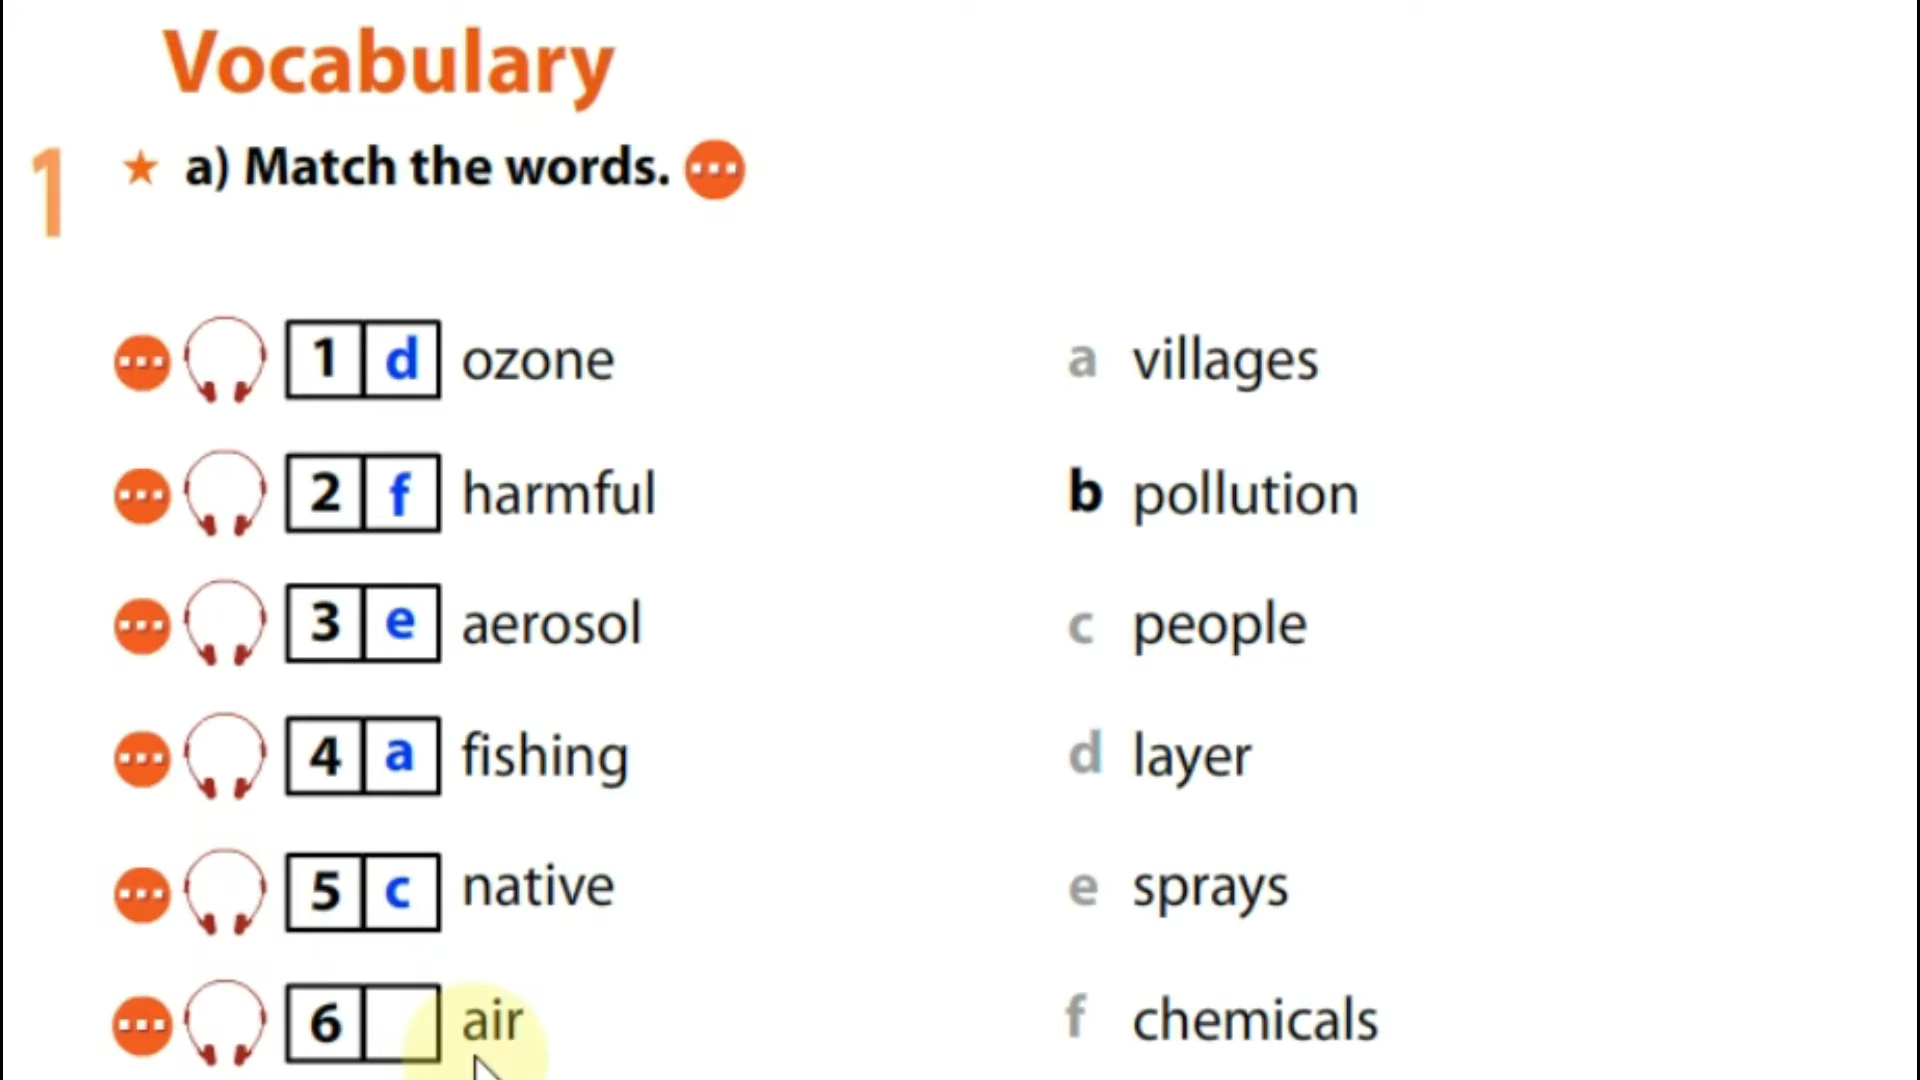 Vocabulary
1 ★ a) Match the words.
1 d ozone a villages
2 f harmful b pollution
3 e aerosol c people
4 a fishing d layer
5 c native e sprays
6 air f chemicals